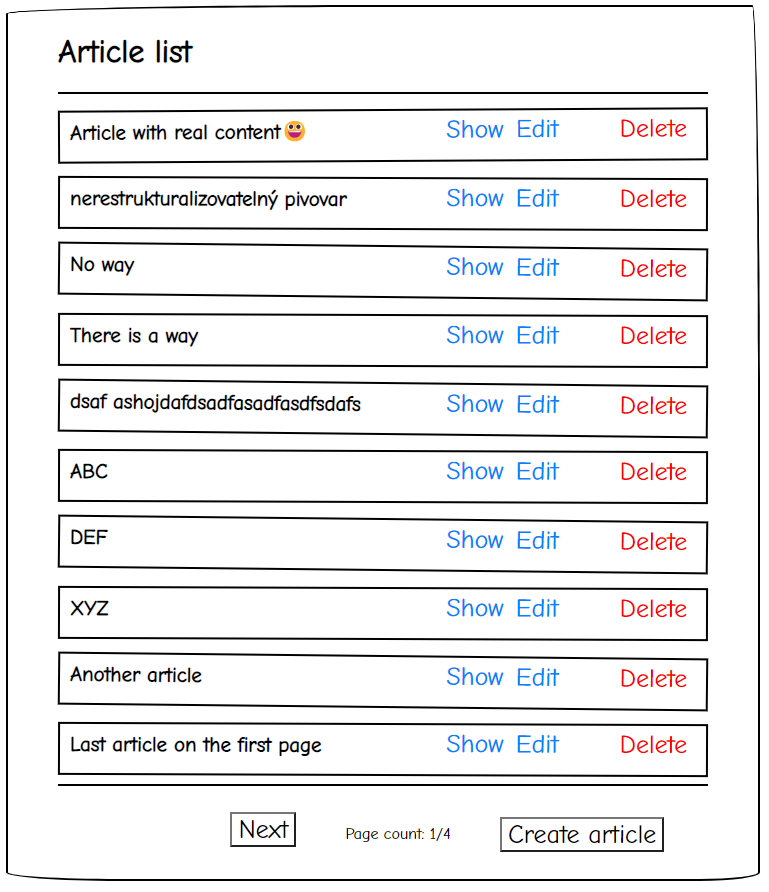 Article list
Article with real content😀 Show Edit Delete
nerestrukturalizovatelný pivovar Show Edit Delete
No way Show Edit Delete
There is a way Show Edit Delete
dsaf ashojdafdsadfasadfasdfsdafs Show Edit Delete
ABC Show Edit Delete
DEF Show Edit Delete
XYZ Show Edit Delete
Another article Show Edit Delete
Last article on the first page Show Edit Delete
Next Page count: 1/4 Create article